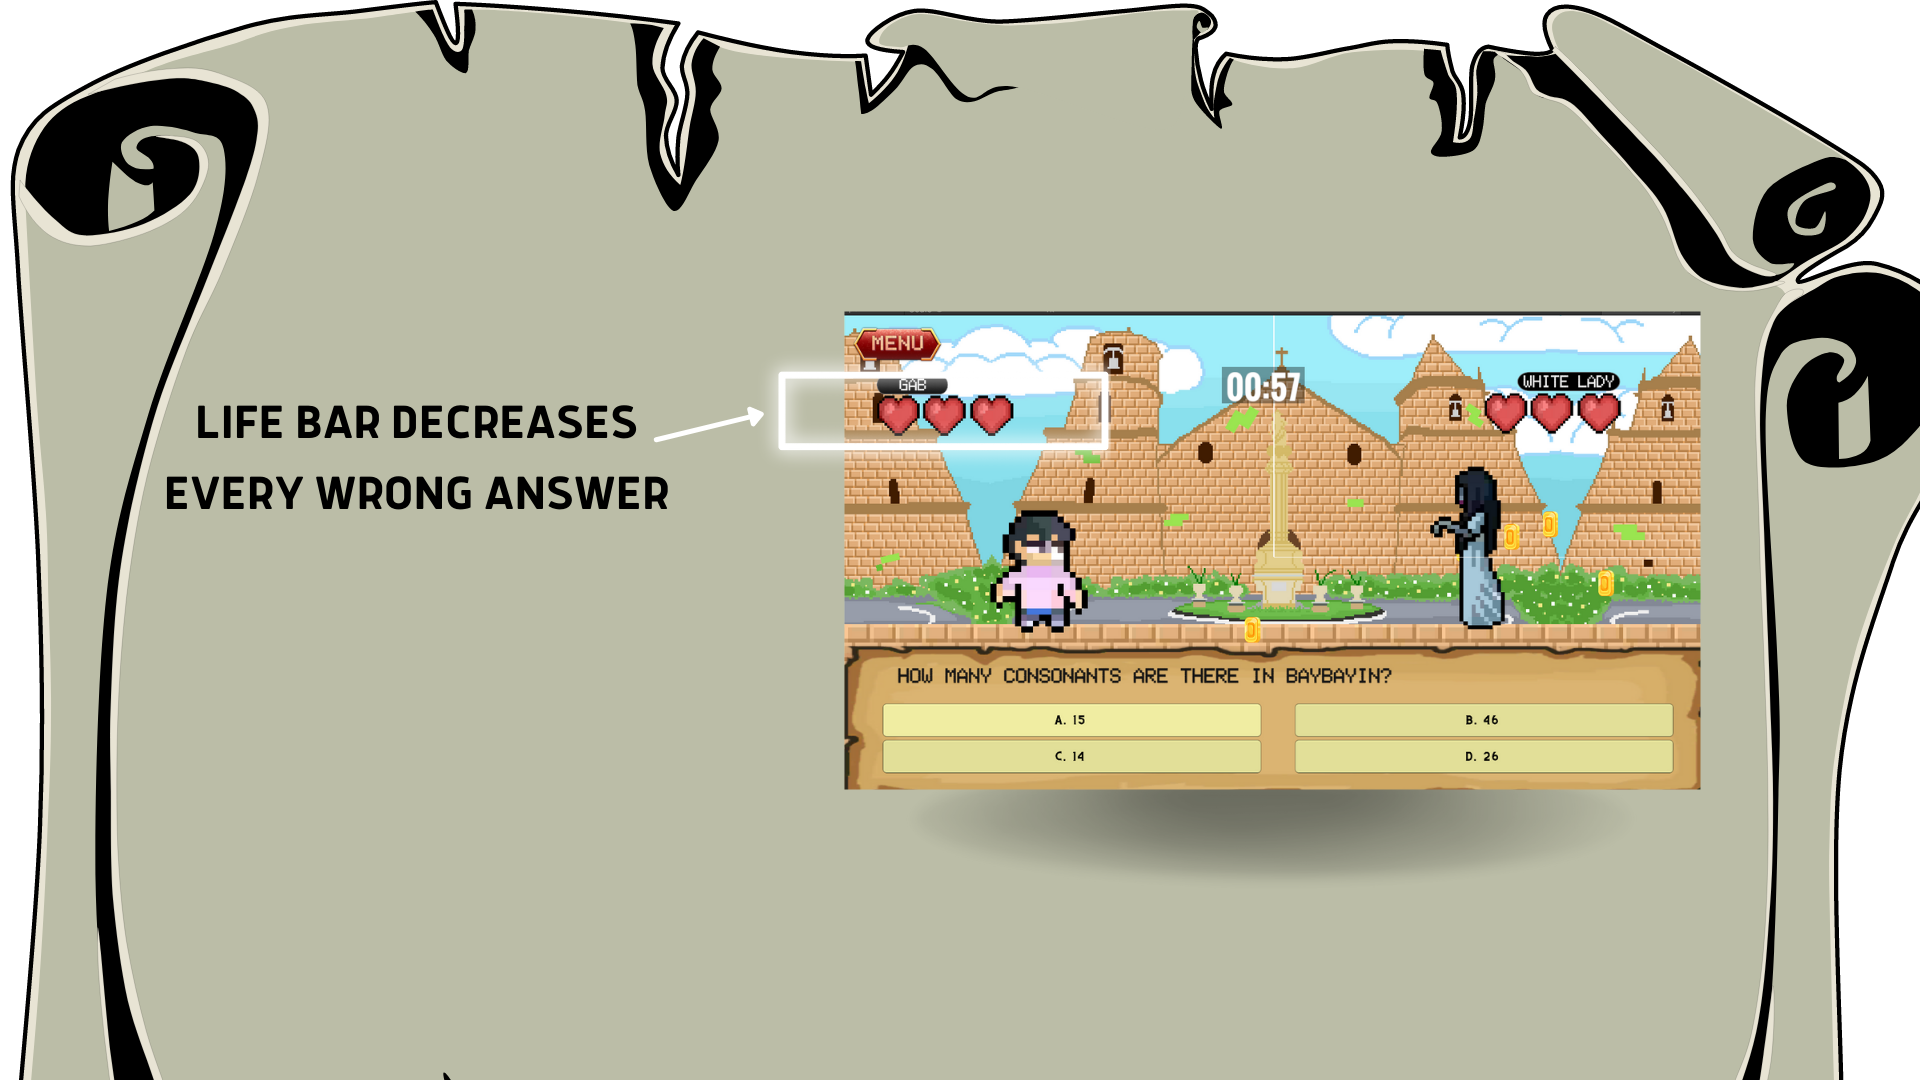 LIFE BAR DECREASES
EVERY WRONG ANSWER
MENU
GAB
00:57
WHITE LADY
HOW MANY CONSONANTS ARE THERE IN BAYBAYIN?
A. 15
B. 46
C. 14
D. 26